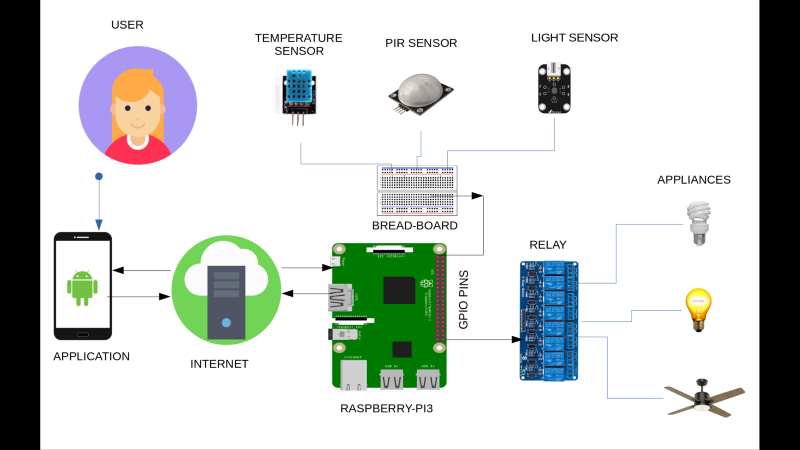 USER
TEMPERATURE
SENSOR
PIR SENSOR
LIGHT SENSOR
APPLIANCES
BREAD-BOARD
RELAY
GPIO PINS
APPLICATION
INTERNET
RASPBERRY-PI3